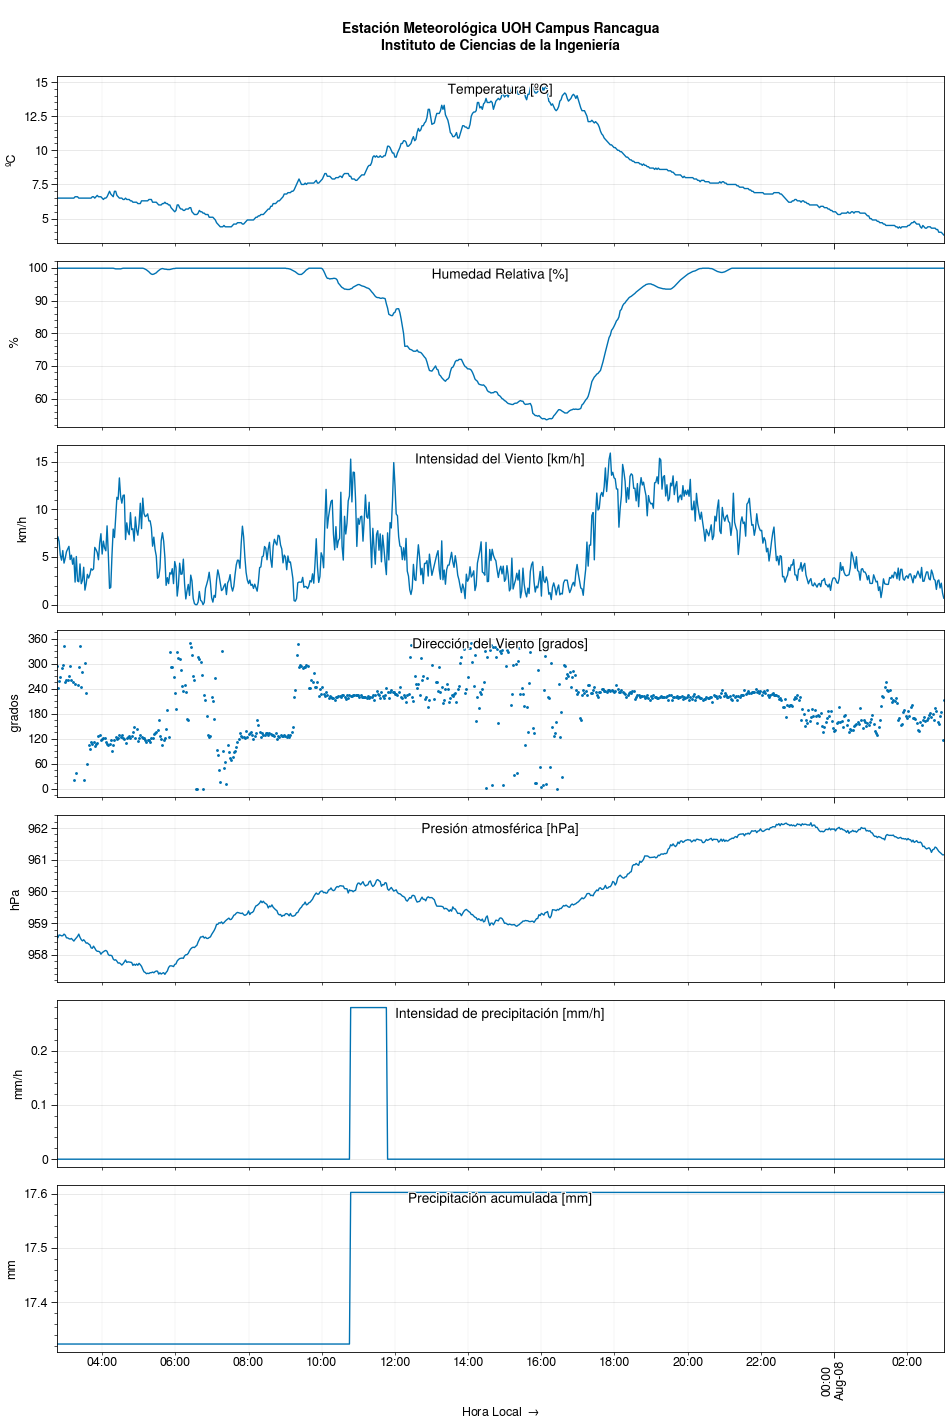 Estación Meteorológica UOH Campus Rancagua
Instituto de Ciencias de la Ingeniería
Temperatura [ºC]
15
12.5
10
7.5
5
ºC
Humedad Relativa [%]
100
90
80
70
60
%
Intensidad del Viento [km/h]
15
10
5
0
km/h
Dirección del Viento [grados]
360
300
240
180
120
60
0
grados
Presión atmosférica [hPa]
962
961
960
959
958
hPa
Intensidad de precipitación [mm/h]
0.2
0.1
0
mm/h
Precipitación acumulada [mm]
17.6
17.5
17.4
mm
04:00 06:00 08:00 10:00 12:00 14:00 16:00 18:00 20:00 22:00 00:00 02:00
Aug-08
Hora Local →